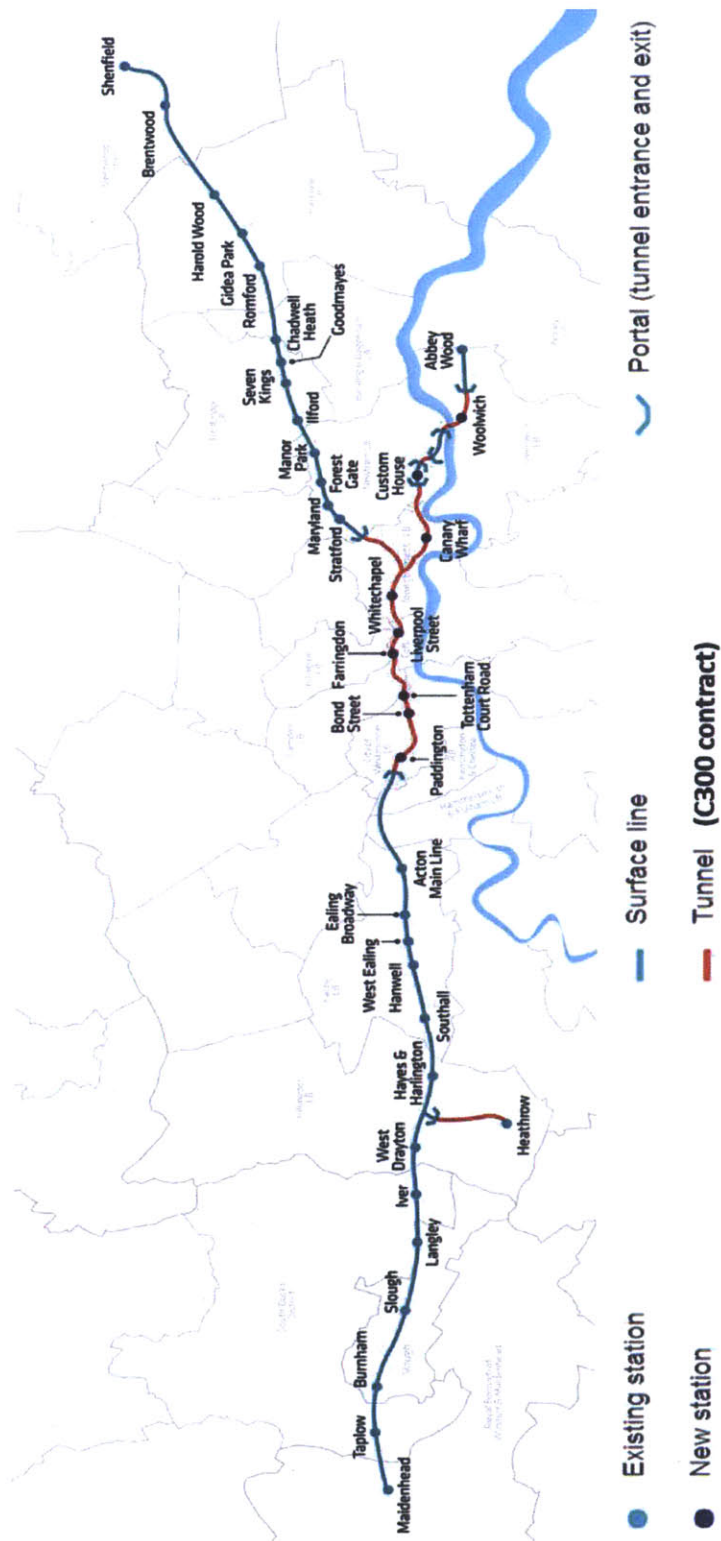 Shenfield
Brentwood
Harold Wood
Gidea Park
Romford
Chadwell
Heath
Goodmayes
Seven
Kings
Ilford
Manor
Park
Forest
Gate
Maryland
Stratford
Whitechapel
Liverpool
Street
Farringdon
Tottenham
Court Road
Bond
Street
Paddington
Custom
House
Canary
Wharf
Woolwich
Abbey
Wood
Acton
Main Line
Ealing
Broadway
West Ealing
Hanwell
Southall
Hayes &
Harlington
Heathrow
West
Drayton
Iver
Langley
Slough
Burnham
Taplow
Maidenhead
Existing station
Surface line
Portal (tunnel entrance and exit)
New station
Tunnel (C300 contract)